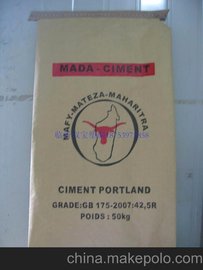 MADA - CIMENT
MAFY-MATEZA-MAHARITRA
CIMENT PORTLAND
GRADE:GB 175-2007:42,5R
POIDS : 50kg
china.makepolo.com